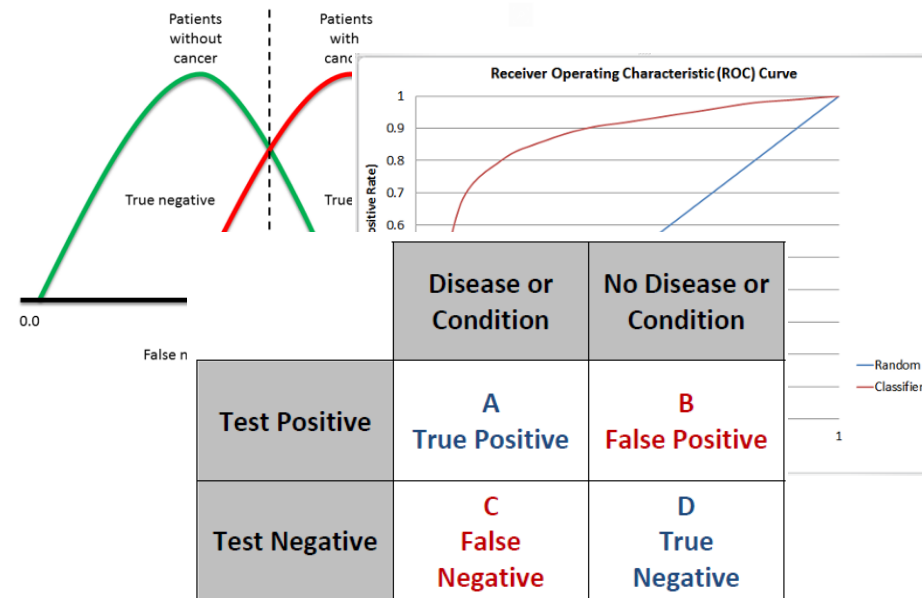 Patients
without
cancer
Patients
with
True negative
True
0.0
False
Receiver Operating Characteristic (ROC) Curve
1
0.9
0.8
0.7
0.6
Rate)
Random
Classifier
1
Disease or
Condition
No Disease or
Condition
Test Positive
A
True Positive
B
False Positive
Test Negative
C
False
Negative
D
True
Negative